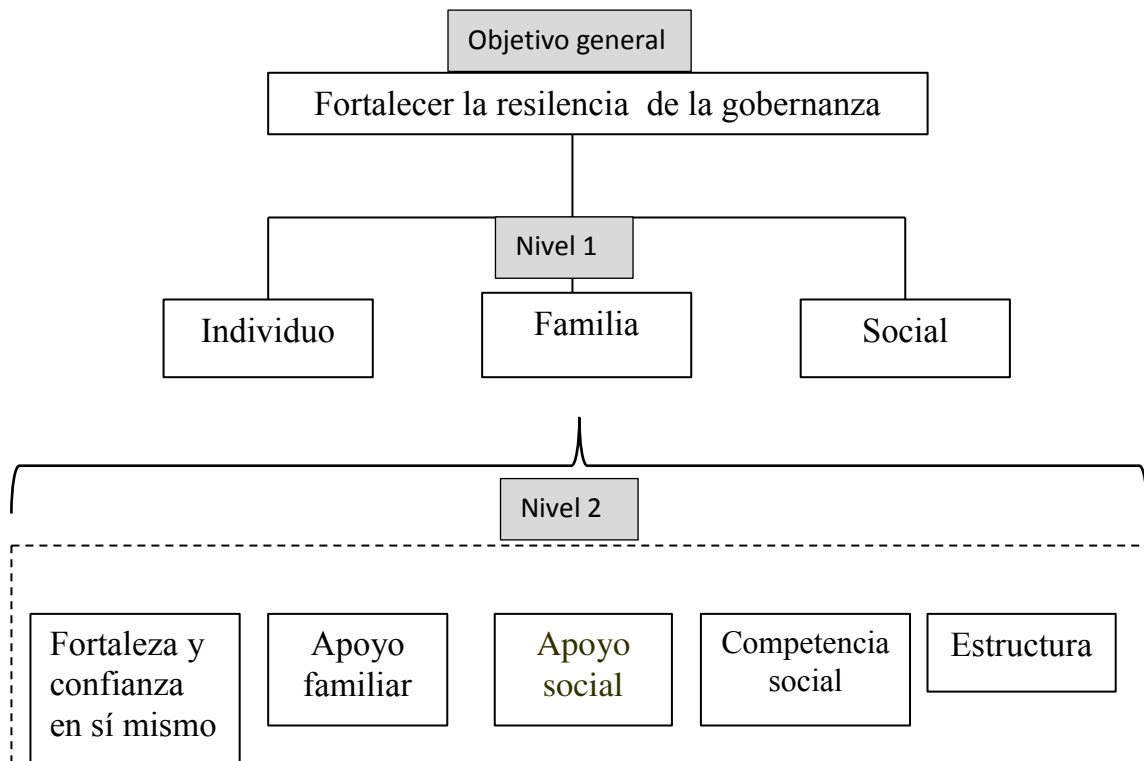 Objetivo general
Fortalecer la resilencia de la gobernanza
Nivel 1
Individuo
Familia
Social
Nivel 2
Fortaleza y
confianza
en sí mismo
Apoyo
familiar
Apoyo
social
Competencia
social
Estructura